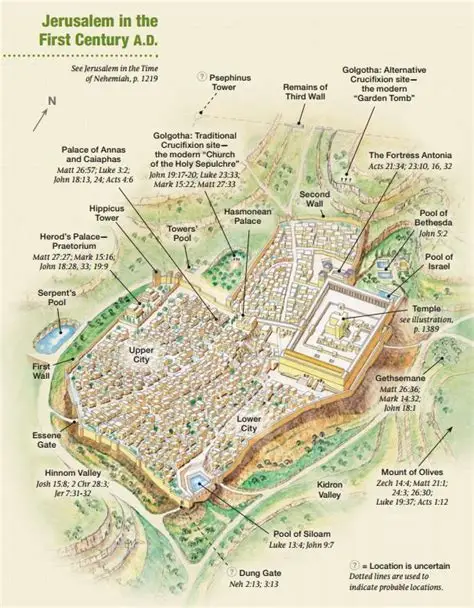 Jerusalem in the
First Century A.D.
See Jerusalem in the Time
of Nehemiah, p. 1219
N
? Psephinus
Tower
Remains of
Third Wall
Golgotha: Alternative
Crucifixion site—
the modern
"Garden Tomb"
Palace of Annas
and Caiaphas
Matt 26:57; Luke 3:2;
John 18:13, 24; Acts 4:6
Golgotha: Traditional
Crucifixion site—
the modern "Church
of the Holy Sepulchre"
John 19:17-20; Luke 23:33;
Mark 15:22; Matt 27:33
The Fortress Antonia
Acts 21:34; 23:10, 16, 32
Hippicus
Tower
Towers'
Pool
Hasmonean
Palace
Second
Wall
Pool of
Bethesda
John 5:2
Herod's Palace—
Praetorium
Matt 27:27; Mark 15:16;
John 18:28, 33; 19:9
Pool of
Israel
Serpent's
Pool
Temple
see illustration,
p. 1389
First
Wall
Upper
City
Gethsemane
Matt 26:36;
Mark 14:32;
John 18:1
Essene
Gate
Lower
City
Hinnom Valley
Josh 15:8; 2 Chr 28:3;
Jer 7:31-32
Kidron
Valley
Mount of Olives
Zech 14:4; Matt 21:1;
24:3; 26:30;
Luke 19:37; Acts 1:12
Pool of Siloam
Luke 13:4; John 9:7
? Dung Gate
Neh 2:13; 3:13
? = Location is uncertain
Dotted lines are used to
indicate probable locations.